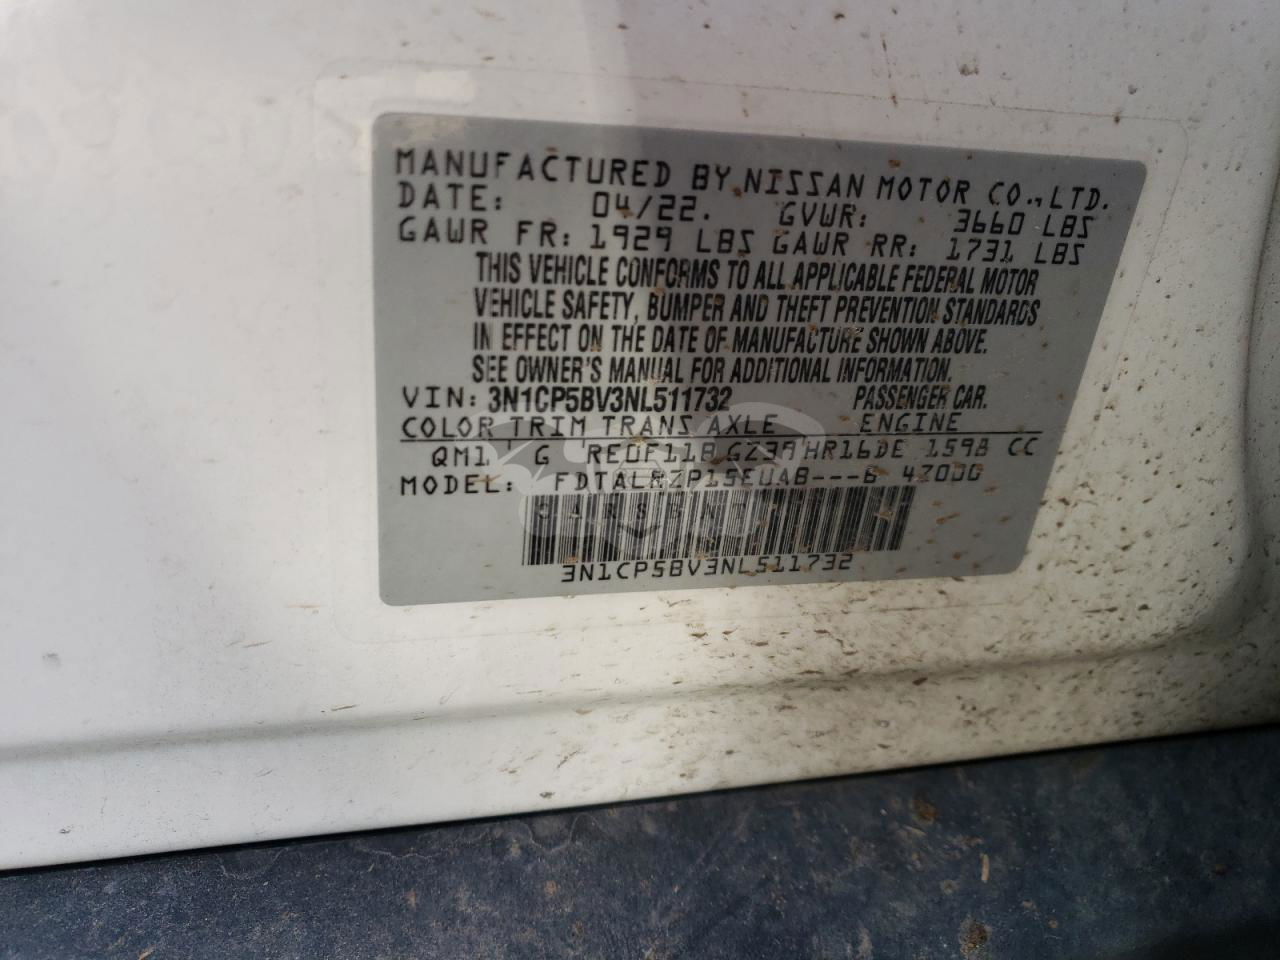 MANUFACTURED BY NISSAN MOTOR CO., LTD.
DATE: 04/22. GVWR: 3660 LBS
GAWR FR: 1929 LBS GAWR RR: 1731 LBS
THIS VEHICLE CONFORMS TO ALL APPLICABLE FEDERAL MOTOR
VEHICLE SAFETY, BUMPER AND THEFT PREVENTION STANDARDS
IN EFFECT ON THE DATE OF MANUFACTURE SHOWN ABOVE.
SEE OWNER'S MANUAL FOR ADDITIONAL INFORMATION.
VIN: 3N1CP5BV3NL511732 PASSENGER CAR.
COLOR TRIM TRANS AXLE ENGINE
QM1 G RE0F11B GZ39 HR16DE 1598 CC
MODEL:
3N1CP5BV3NL511732